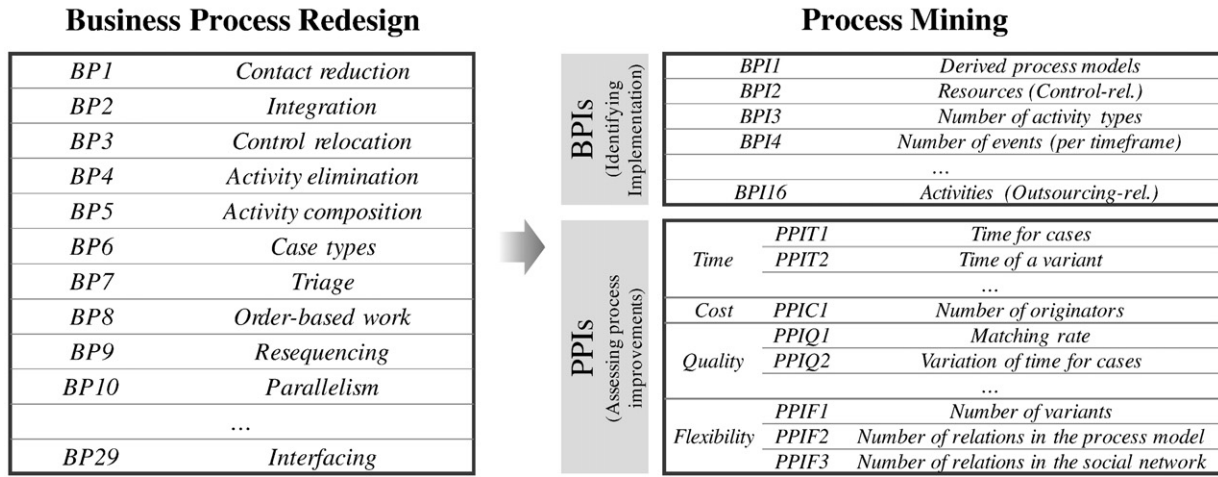 Business Process Redesign
BP1 Contact reduction
BP2 Integration
BP3 Control relocation
BP4 Activity elimination
BP5 Activity composition
BP6 Case types
BP7 Triage
BP8 Order-based work
BP9 Resequencing
BP10 Parallelism
...
BP29 Interfacing
Process Mining
BPIs
(Identifying
Implementation)
BPI1 Derived process models
BPI2 Resources (Control-rel.)
BPI3 Number of activity types
BPI4 Number of events (per timeframe)
...
BPI16 Activities (Outsourcing-rel.)
PPIs
(Assessing process
improvements)
Time
PPIT1 Time for cases
PPIT2 Time of a variant
...
Cost PPIC1 Number of originators
Quality
PPIQ1 Matching rate
PPIQ2 Variation of time for cases
...
Flexibility
PPIF1 Number of variants
PPIF2 Number of relations in the process model
PPIF3 Number of relations in the social network